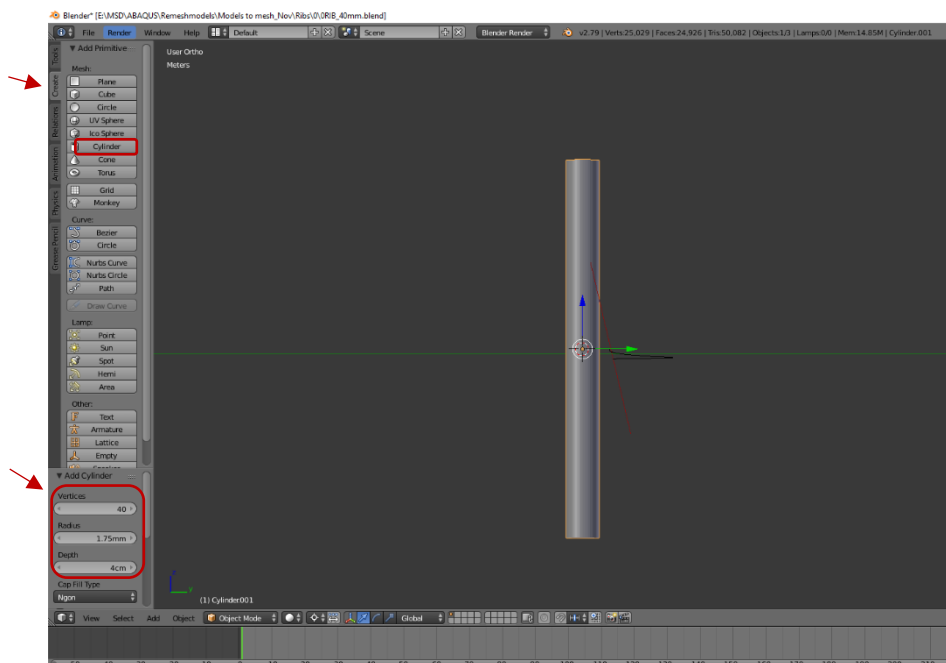 Blender* [E:\MSD\ABAQUS\Remeshmodels\Models to mesh_Nov\Ribs\0\0RIB_40mm.blend]
File Render Window Help Default Scene Blender Render v2.79 | Verts:25,029 | Faces:24,926 | Tris:50,082 | Objects:1/3 | Lamps:0/0 | Mem:14.85M | Cylinder.001
Tools
Create
Relations
Animation
Physics
Grease Pencil
▼ Add Primitive
Mesh:
Plane
Cube
Circle
UV Sphere
Ico Sphere
Cylinder
Cone
Torus
Grid
Monkey
Curve:
Bezier
Circle
Nurbs Curve
Nurbs Circle
Path
Draw Curve
Lamp:
Point
Sun
Spot
Hemi
Area
Other:
Text
Armature
Lattice
Empty
▼ Add Cylinder
Vertices
40
Radius
1.75mm
Depth
4cm
Cap Fill Type
Ngon
User Ortho
Meters
z
y
(1) Cylinder.001
View Select Add Object Object Mode Global